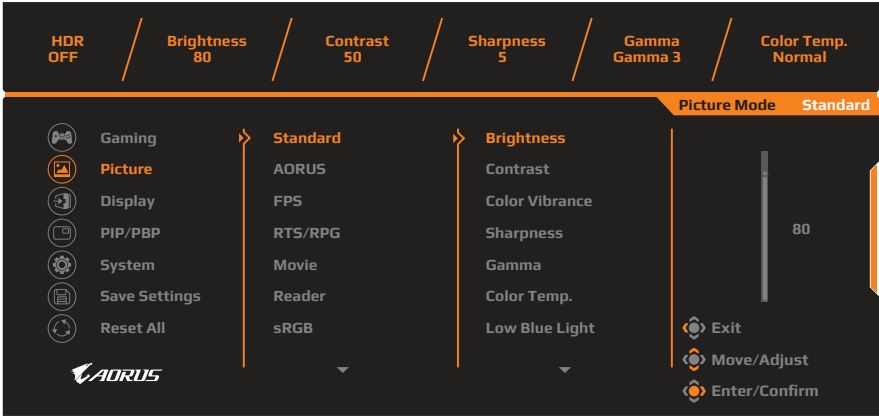 HDR Brightness Contrast Sharpness Gamma Color Temp.
OFF 80 50 5 Gamma 3 Normal
Picture Mode Standard
Gaming Standard Brightness
Picture AORUS Contrast
Display FPS Color Vibrance
PIP/PBP RTS/RPG Sharpness 80
System Movie Gamma
Save Settings Reader Color Temp.
Reset All sRGB Low Blue Light Exit
Move/Adjust
AORUS
Enter/Confirm